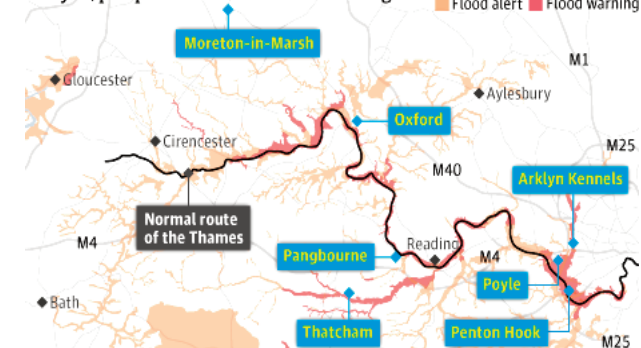 Flood alert Flood warning
Moreton-in-Marsh
M1
Gloucester
Aylesbury
Oxford
Cirencester
M25
M40
Arklyn Kennels
Normal route
of the Thames
M4
Reading
Pangbourne
M4
Poyle
Bath
Thatcham
Penton Hook
M25